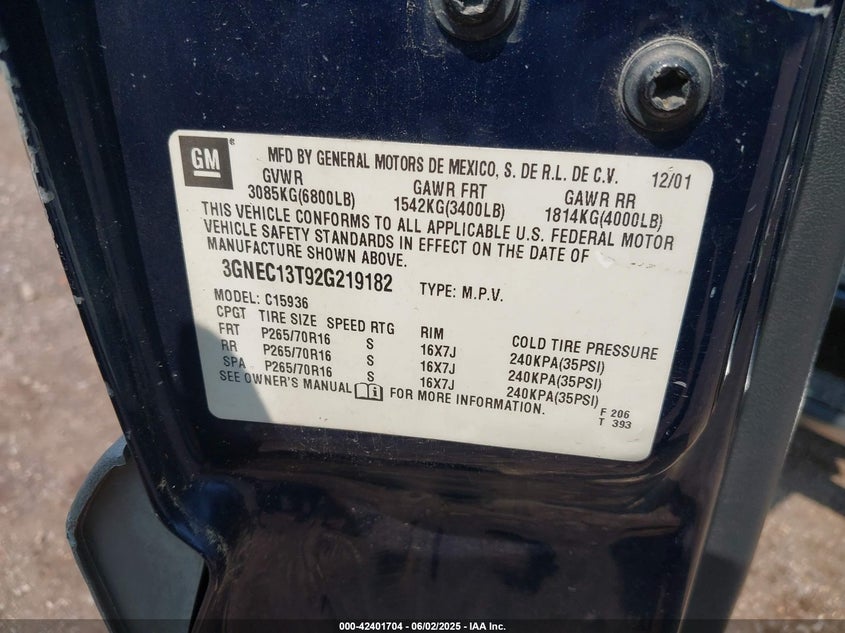 GM ®
MFD BY GENERAL MOTORS DE MEXICO, S. DE R.L. DE C.V. 12/01
GVWR GAWR FRT GAWR RR
3085KG(6800LB) 1542KG(3400LB) 1814KG(4000LB)
THIS VEHICLE CONFORMS TO ALL APPLICABLE U.S. FEDERAL MOTOR
VEHICLE SAFETY STANDARDS IN EFFECT ON THE DATE OF
MANUFACTURE SHOWN ABOVE.
3GNEC13T92G219182 TYPE: M.P.V.
MODEL: C15936
CPGT TIRE SIZE SPEED RTG RIM COLD TIRE PRESSURE
FRT P265/70R16 S 16X7J 240KPA(35PSI)
RR P265/70R16 S 16X7J 240KPA(35PSI)
SPA P265/70R16 S 16X7J 240KPA(35PSI)
SEE OWNER'S MANUAL FOR MORE INFORMATION.
F 206
T 393
000-42401704 | 06/02/2025 - IAA Inc.